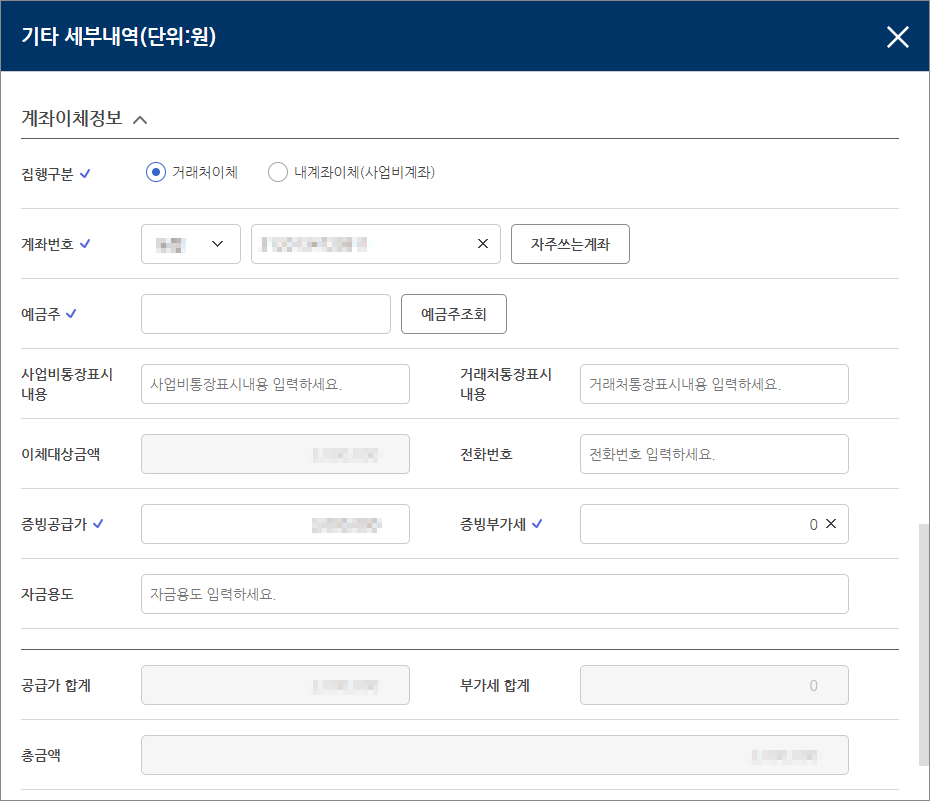 기타 세부내역(단위:원)
계좌이체정보
집행구분 거래처이체 내계좌이체(사업비계좌)
계좌번호 자주쓰는계좌
예금주 예금주조회
사업비통장표시
내용
사업비통장표시내용 입력하세요.
거래처통장표시
내용
거래처통장표시내용 입력하세요.
이체대상금액 전화번호 전화번호 입력하세요.
증빙공급가 증빙부가세 0
자금용도 자금용도 입력하세요.
공급가 합계 부가세 합계 0
총금액